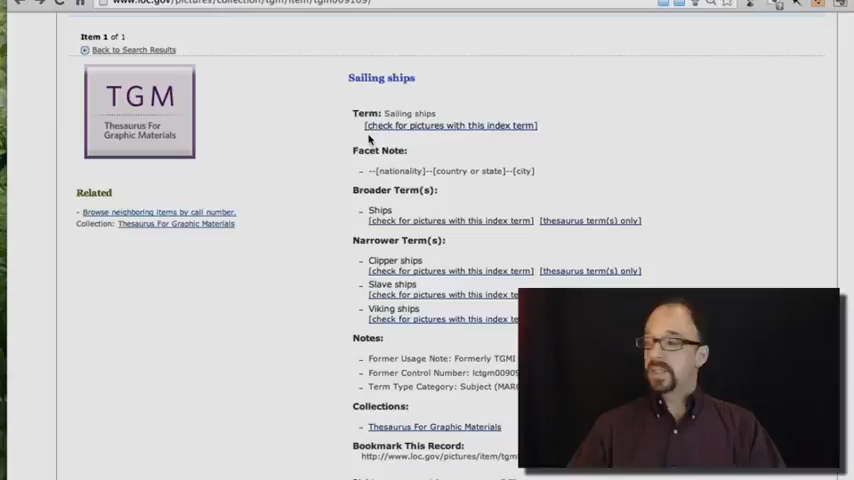 www.loc.gov/pictures/collection/tgm/item/tgm009109/
Item 1 of 1
Back to Search Results
TGM
Thesaurus For
Graphic Materials
Related
- Browse neighboring items by call number.
Collection: Thesaurus For Graphic Materials
Sailing ships
Term: Sailing ships
[check for pictures with this index term]
Facet Note:
- --[nationality]--[country or state]--[city]
Broader Term(s):
- Ships
[check for pictures with this index term] [thesaurus term(s) only]
Narrower Term(s):
- Clipper ships
[check for pictures with this index term] [thesaurus term(s) only]
- Slave ships
[check for pictures with this index te
- Viking ships
[check for pictures with this index te
Notes:
- Former Usage Note: Formerly TGMI
- Former Control Number: lctgm00909
- Term Type Category: Subject (MAR
Collections:
- Thesaurus For Graphic Materials
Bookmark This Record:
http://www.loc.gov/pictures/item/tgm